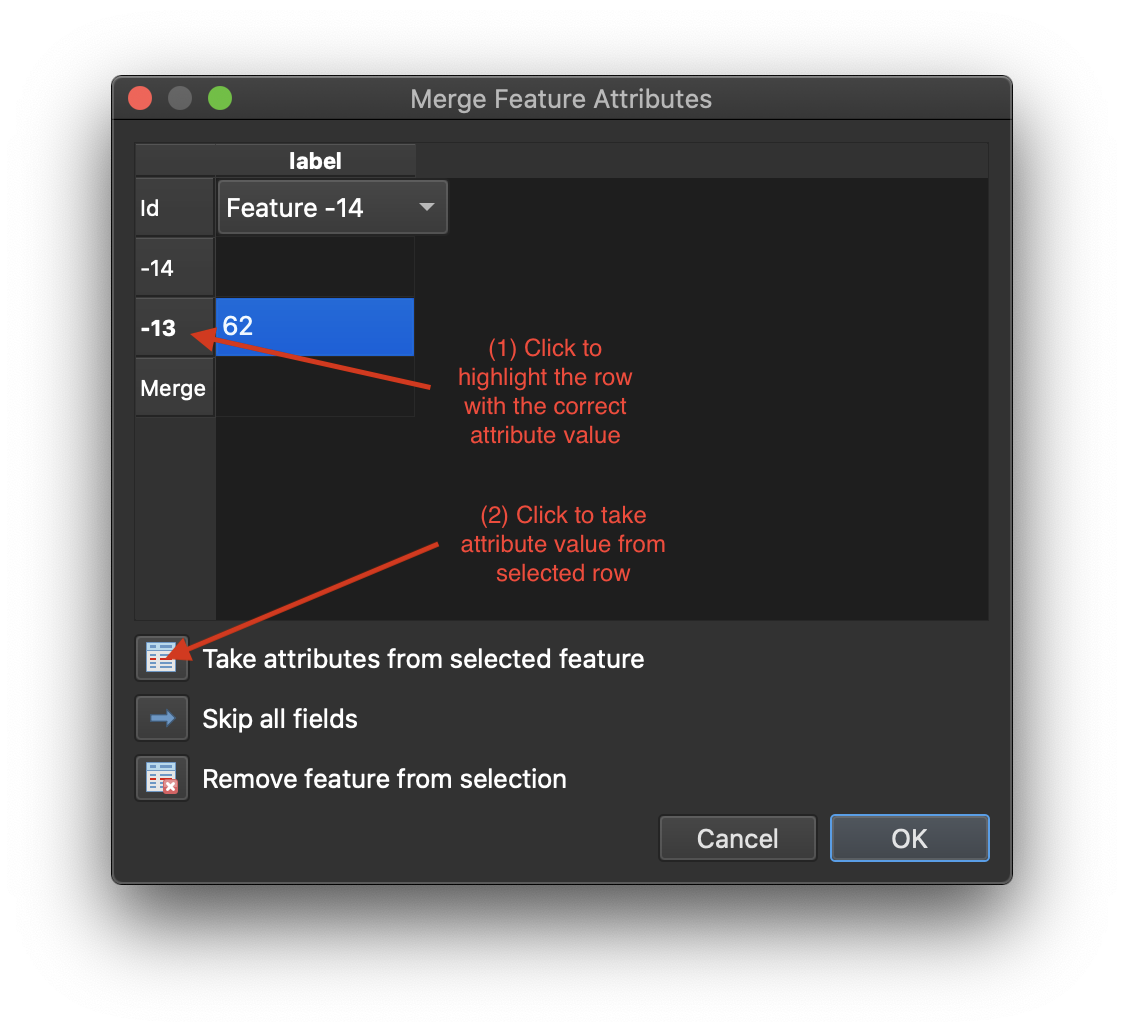 Merge Feature Attributes
label
Id
Feature -14
-14
-13
62
Merge
(1) Click to
highlight the row
with the correct
attribute value
(2) Click to take
attribute value from
selected row
Take attributes from selected feature
Skip all fields
Remove feature from selection
Cancel
OK